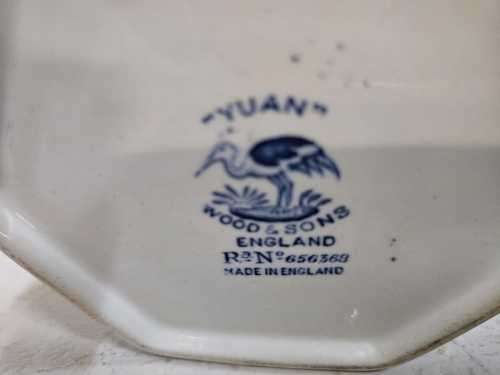 "YUAN"
WOOD & SONS
ENGLAND
Rd No 656368
MADE IN ENGLAND